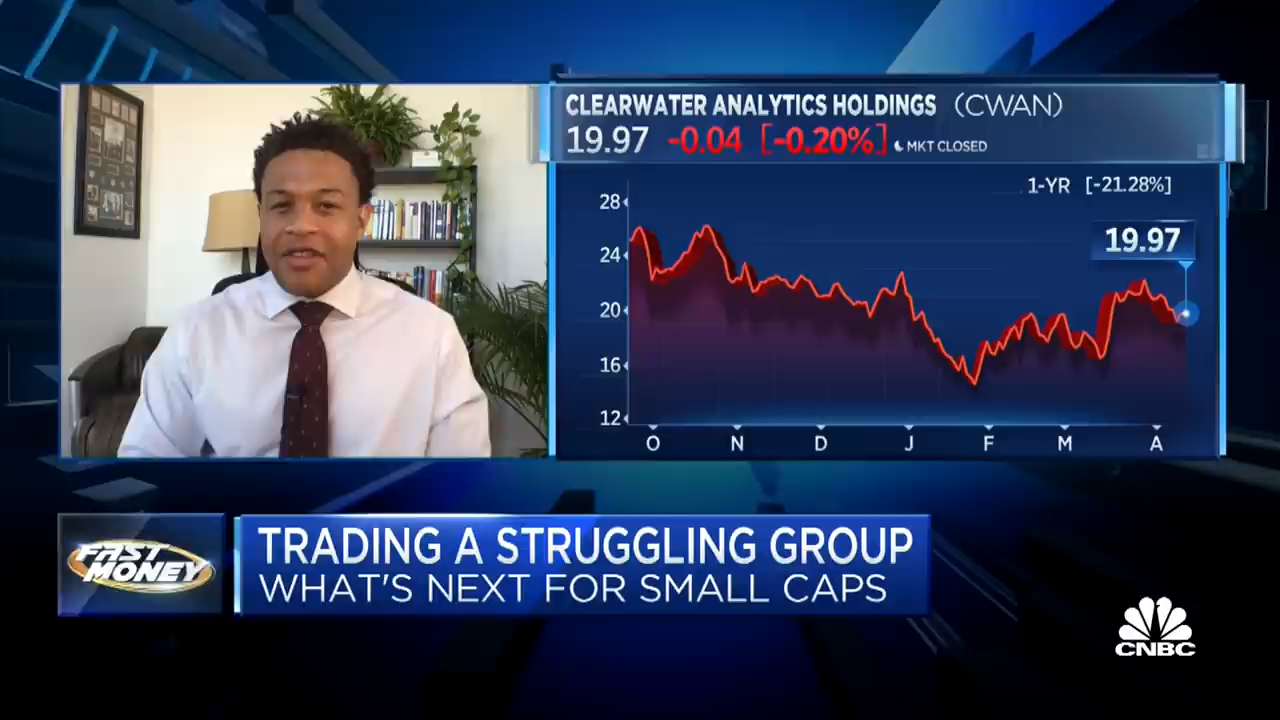 CLEARWATER ANALYTICS HOLDINGS (CWAN)
19.97 -0.04 [-0.20%] MKT CLOSED
1-YR [-21.28%]
19.97
28
24
20
16
12
O N D J F M A
FAST
MONEY
TRADING A STRUGGLING GROUP
WHAT'S NEXT FOR SMALL CAPS
CNBC